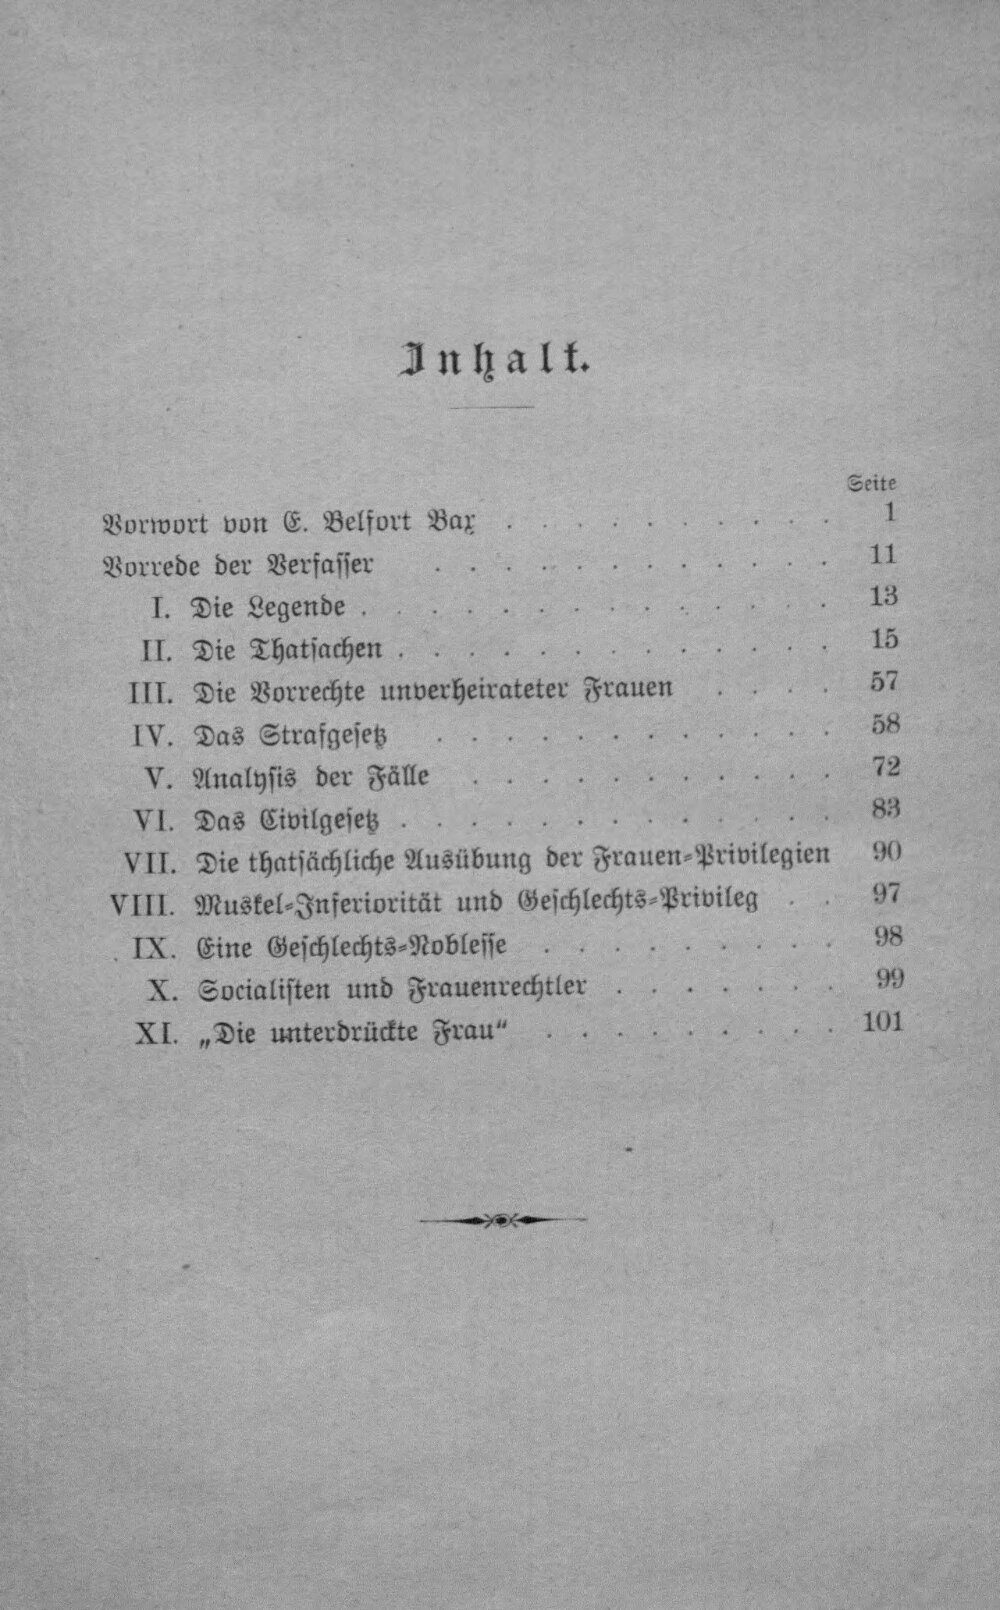 Inhalt.
Seite
Vorwort von E. Belfort Bax . . . . . . . . . . 1
Vorrede der Verfasser . . . . . . . . . . . . 11
I. Die Legende . . . . . . . . . . . . . . 13
II. Die Thatsachen . . . . . . . . . . . . . 15
III. Die Vorrechte unverheirateter Frauen . . . . 57
IV. Das Strafgesetz . . . . . . . . . . . . 58
V. Analysis der Fälle . . . . . . . . . . . 72
VI. Das Civilgesetz . . . . . . . . . . . . . 83
VII. Die thatsächliche Ausübung der Frauen-Privilegien 90
VIII. Muskel-Inferiorität und Geschlechts-Privileg . . 97
IX. Eine Geschlechts-Noblesse . . . . . . . . . 98
X. Socialisten und Frauenrechtler . . . . . . . 99
XI. „Die unterdrückte Frau“ . . . . . . . . . 101